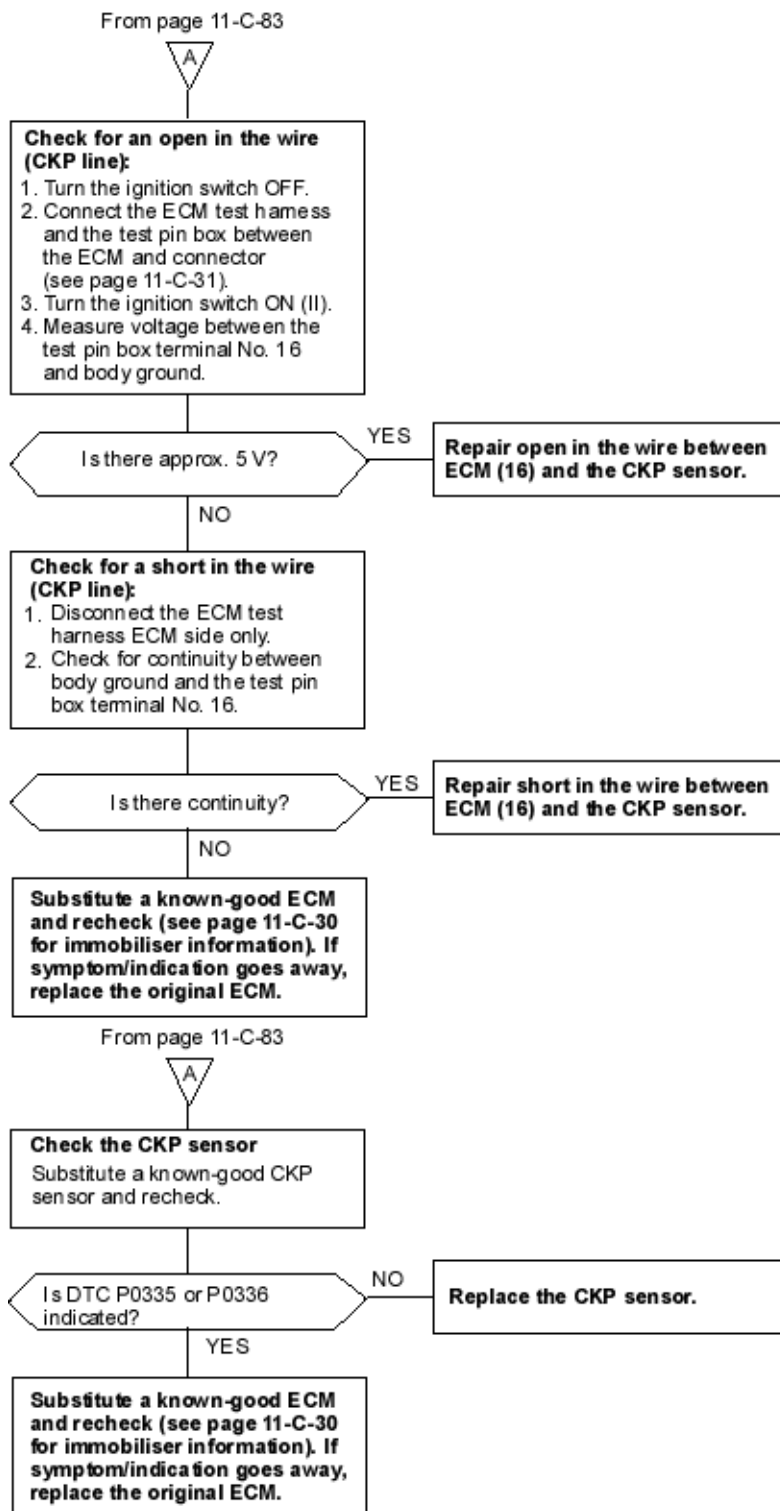 From page 11-C-83
A
Check for an open in the wire
(CKP line):
1. Turn the ignition switch OFF.
2. Connect the ECM test harness
and the test pin box between
the ECM and connector
(see page 11-C-31).
3. Turn the ignition switch ON (II).
4. Measure voltage between the
test pin box terminal No. 16
and body ground.
Is there approx. 5 V?
YES
Repair open in the wire between
ECM (16) and the CKP sensor.
NO
Check for a short in the wire
(CKP line):
1. Disconnect the ECM test
harness ECM side only.
2. Check for continuity between
body ground and the test pin
box terminal No. 16.
Is there continuity?
YES
Repair short in the wire between
ECM (16) and the CKP sensor.
NO
Substitute a known-good ECM
and recheck (see page 11-C-30
for immobiliser information). If
symptom/indication goes away,
replace the original ECM.
From page 11-C-83
A
Check the CKP sensor
Substitute a known-good CKP
sensor and recheck.
Is DTC P0335 or P0336
indicated?
NO
Replace the CKP sensor.
YES
Substitute a known-good ECM
and recheck (see page 11-C-30
for immobiliser information). If
symptom/indication goes away,
replace the original ECM.